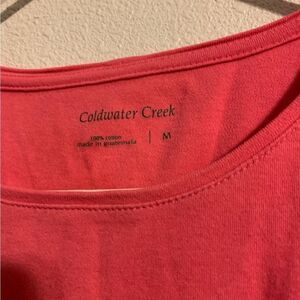 Coldwater Creek
100% cotton
made in guatemala | M